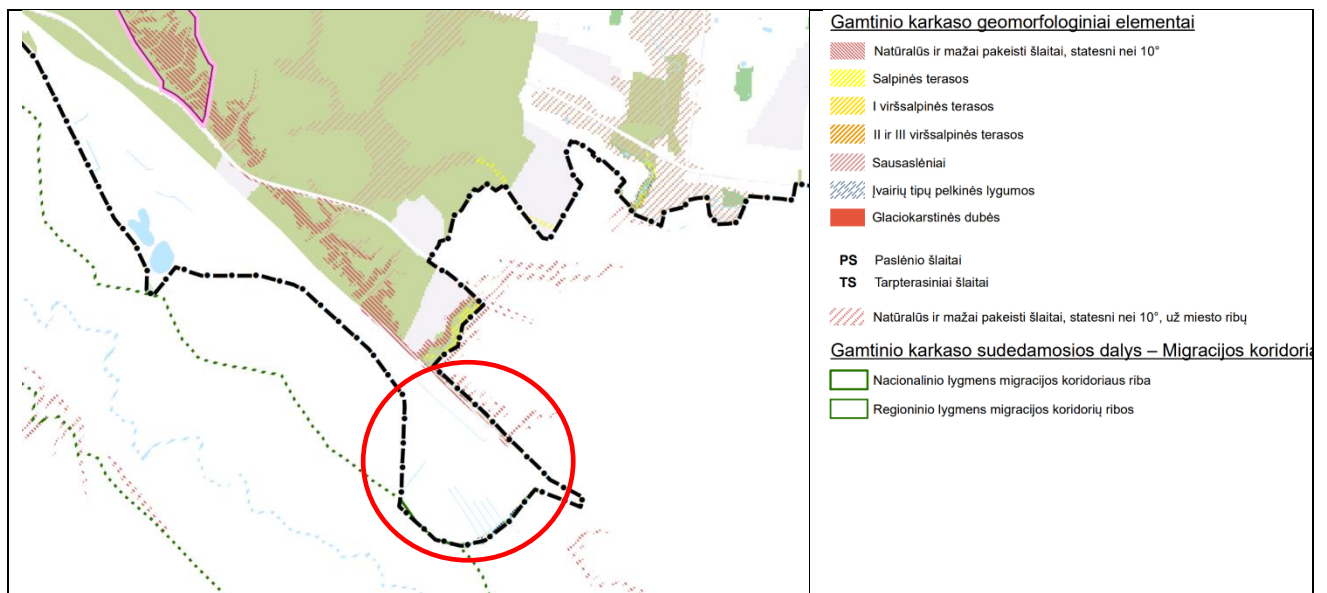 Gamtinio karkaso geomorfologiniai elementai
Natūralūs ir mažai pakeisti šlaitai, statesni nei 10°
Salpinės terasos
I viršsalpinės terasos
II ir III viršsalpinės terasos
Sausaslėniai
Įvairių tipų pelkinės lygumos
Glaciokarstinės dubės
PS Paslėnio šlaitai
TS Tarpterasiniai šlaitai
Natūralūs ir mažai pakeisti šlaitai, statesni nei 10°, už miesto ribų
Gamtinio karkaso sudedamosios dalys – Migracijos koridoria
Nacionalinio lygmens migracijos koridoriaus riba
Regioninio lygmens migracijos koridorių ribos